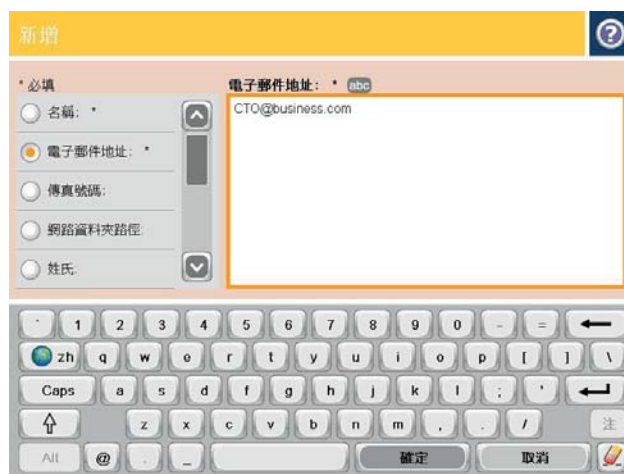 新增
* 必填
名稱: *
電子郵件地址: *
傳真號碼:
網路資料夾路徑:
姓氏:
電子郵件地址: * abc
CTO@business.com
` 1 2 3 4 5 6 7 8 9 0 - =
zh q w e r t y u i o p [ ] \
Caps a s d f g h j k l ; '
z x c v b n m , . / 注
Alt @ . _ 確定 取消